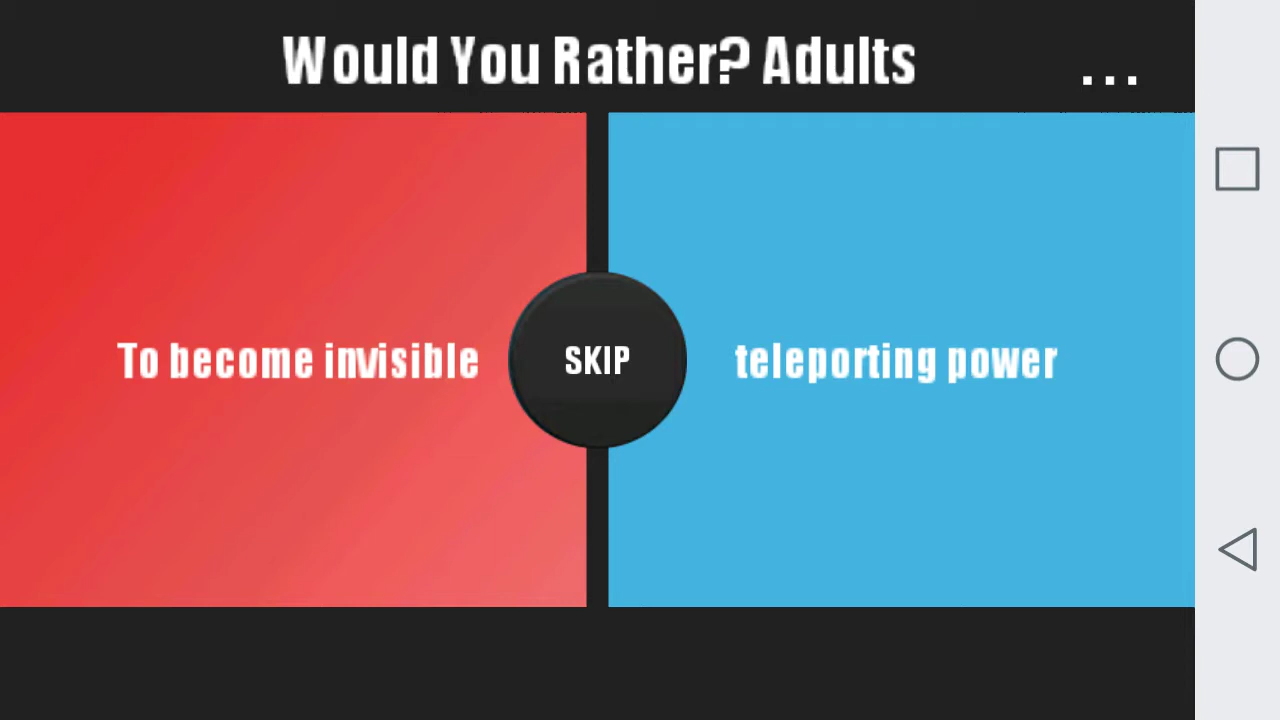 Would You Rather? Adults
...
To become invisible
SKIP
teleporting power